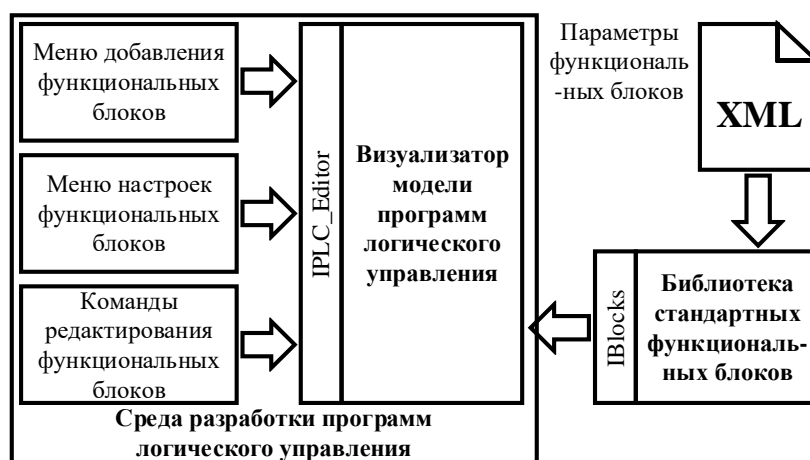 Меню добавления
функциональных
блоков
Меню настроек
функциональных
блоков
Команды
редактирования
функциональных
блоков
IPLC_Editor
Визуализатор
модели
программ
логического
управления
Среда разработки программ
логического управления
Параметры
функциональ
-ных блоков
XML
IBlocks
Библиотека
стандартных
функциональ-
ных блоков